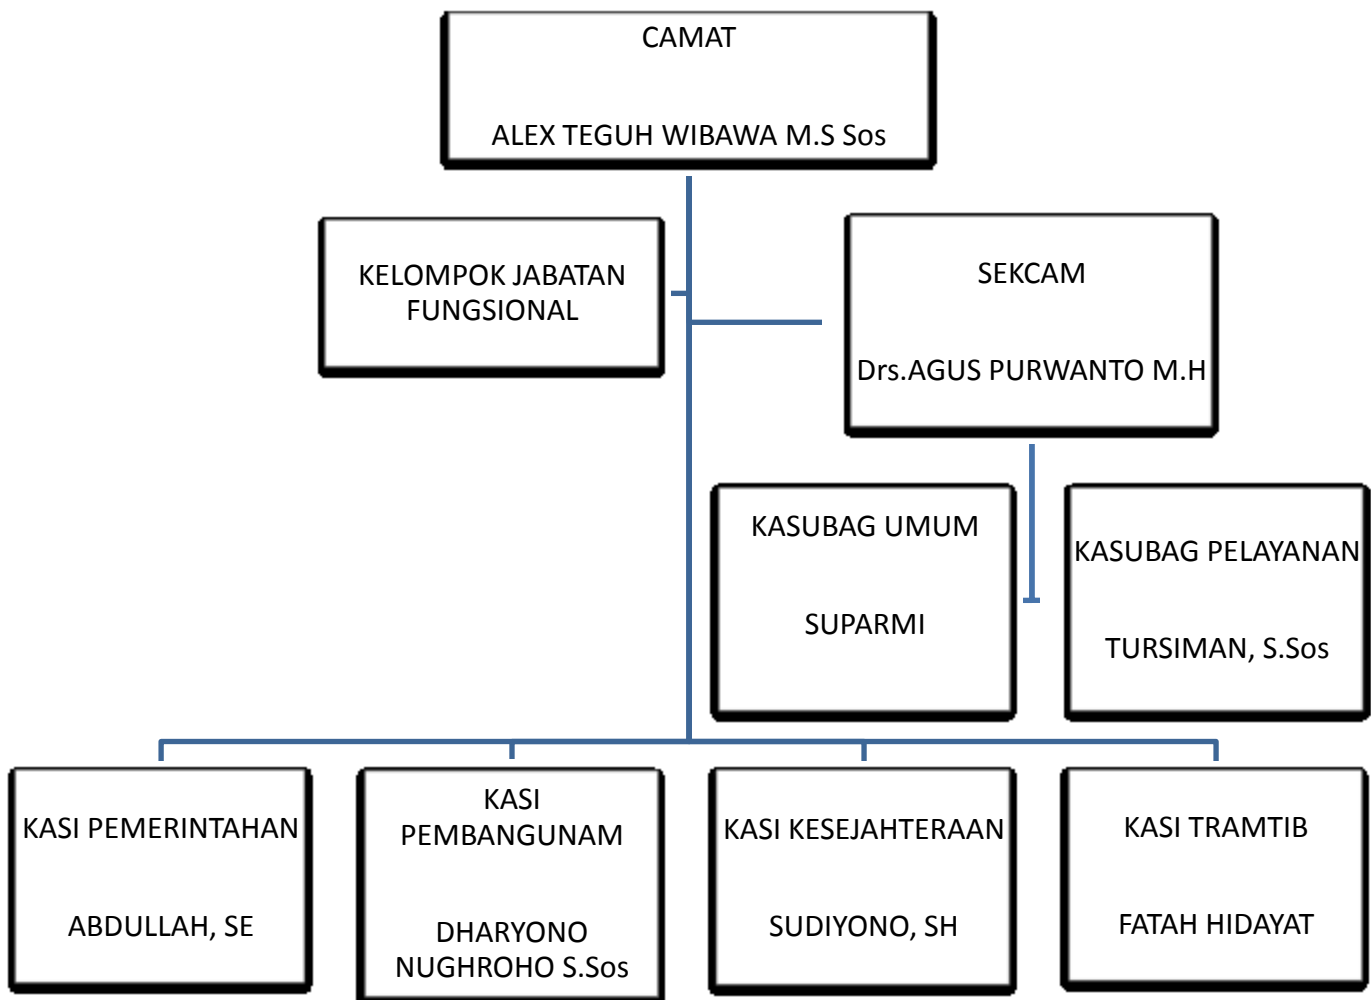 CAMAT
ALEX TEGUH WIBAWA M.S Sos
KELOMPOK JABATAN
FUNGSIONAL
SEKCAM
Drs.AGUS PURWANTO M.H
KASUBAG UMUM
SUPARMI
KASUBAG PELAYANAN
TURSIMAN, S.Sos
KASI PEMERINTAHAN
ABDULLAH, SE
KASI
PEMBANGUNAM
DHARYONO
NUGHROHO S.Sos
KASI KESEJAHTERAAN
SUDIYONO, SH
KASI TRAMTIB
FATAH HIDAYAT